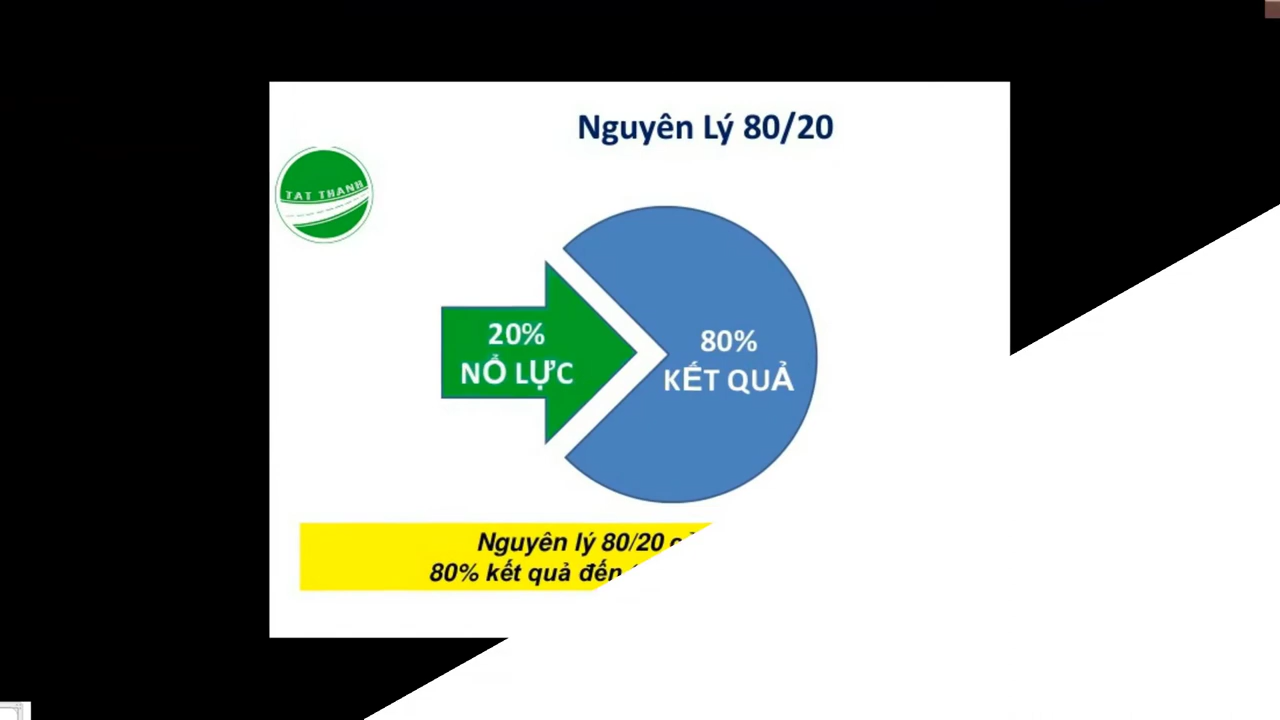 Nguyên Lý 80/20
TAT THANH
20%
NỔ LỰC
80%
KẾT QUẢ
Nguyên lý 80/20
80% kết quả đến